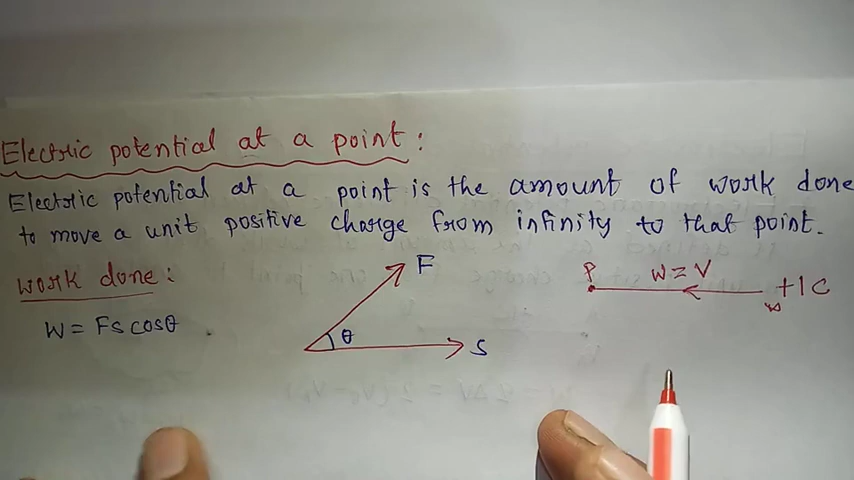 Electric potential at a point:
Electric potential at a point is the amount of work done
to move a unit positive charge from infinity to that point.
work done:
W = Fs cosθ
F
θ
S
P
W = V
+1C
∞